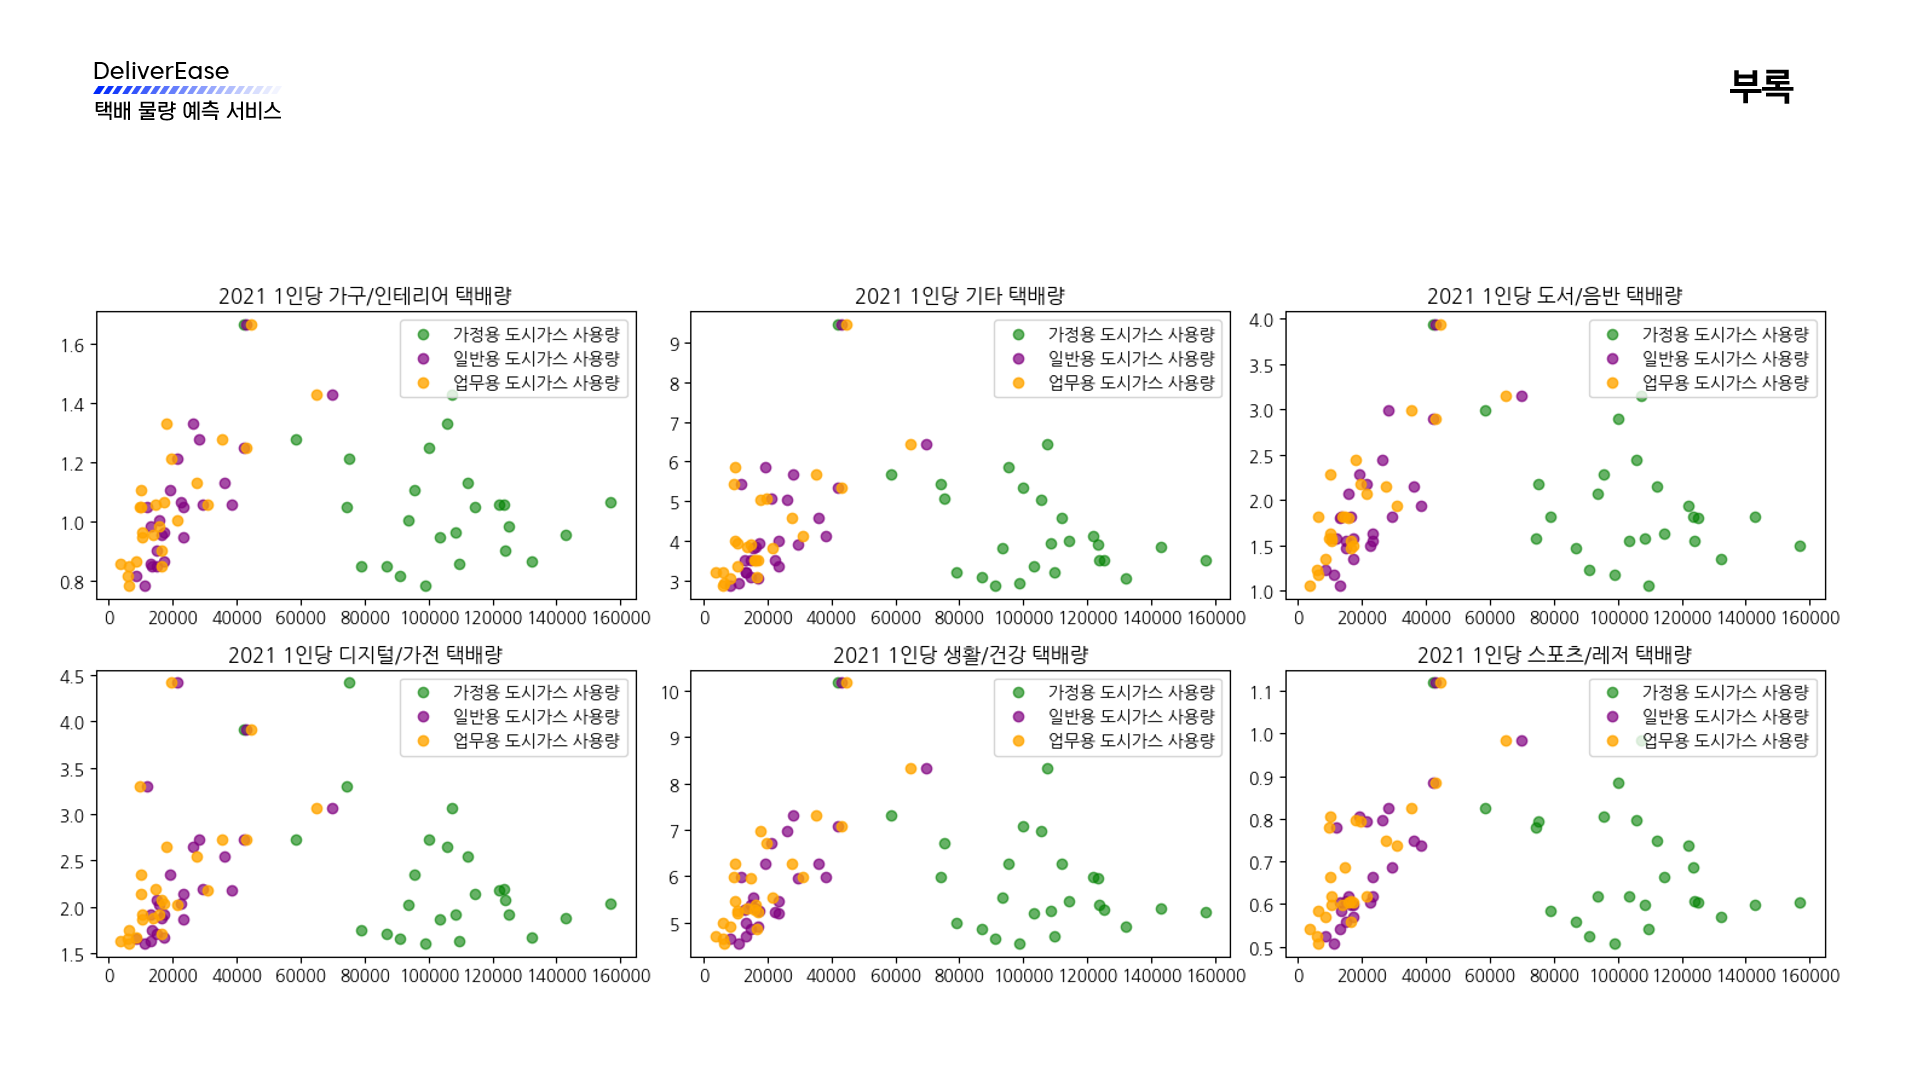 DeliverEase
택배 물량 예측 서비스
부록
2021 1인당 가구/인테리어 택배량
가정용 도시가스 사용량
일반용 도시가스 사용량
업무용 도시가스 사용량
1.6
1.4
1.2
1.0
0.8
0 20000 40000 60000 80000 100000 120000 140000 160000
2021 1인당 기타 택배량
가정용 도시가스 사용량
일반용 도시가스 사용량
업무용 도시가스 사용량
9
8
7
6
5
4
3
0 20000 40000 60000 80000 100000 120000 140000 160000
2021 1인당 도서/음반 택배량
가정용 도시가스 사용량
일반용 도시가스 사용량
업무용 도시가스 사용량
4.0
3.5
3.0
2.5
2.0
1.5
1.0
0 20000 40000 60000 80000 100000 120000 140000 160000
2021 1인당 디지털/가전 택배량
가정용 도시가스 사용량
일반용 도시가스 사용량
업무용 도시가스 사용량
4.5
4.0
3.5
3.0
2.5
2.0
1.5
0 20000 40000 60000 80000 100000 120000 140000 160000
2021 1인당 생활/건강 택배량
가정용 도시가스 사용량
일반용 도시가스 사용량
업무용 도시가스 사용량
10
9
8
7
6
5
0 20000 40000 60000 80000 100000 120000 140000 160000
2021 1인당 스포츠/레저 택배량
가정용 도시가스 사용량
일반용 도시가스 사용량
업무용 도시가스 사용량
1.1
1.0
0.9
0.8
0.7
0.6
0.5
0 20000 40000 60000 80000 100000 120000 140000 160000